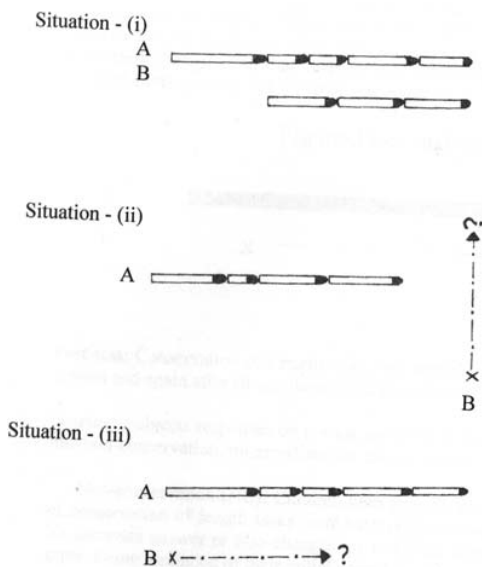 Situation - (i)
A
B
Situation - (ii)
A
?
B
Situation - (iii)
A
B × ?